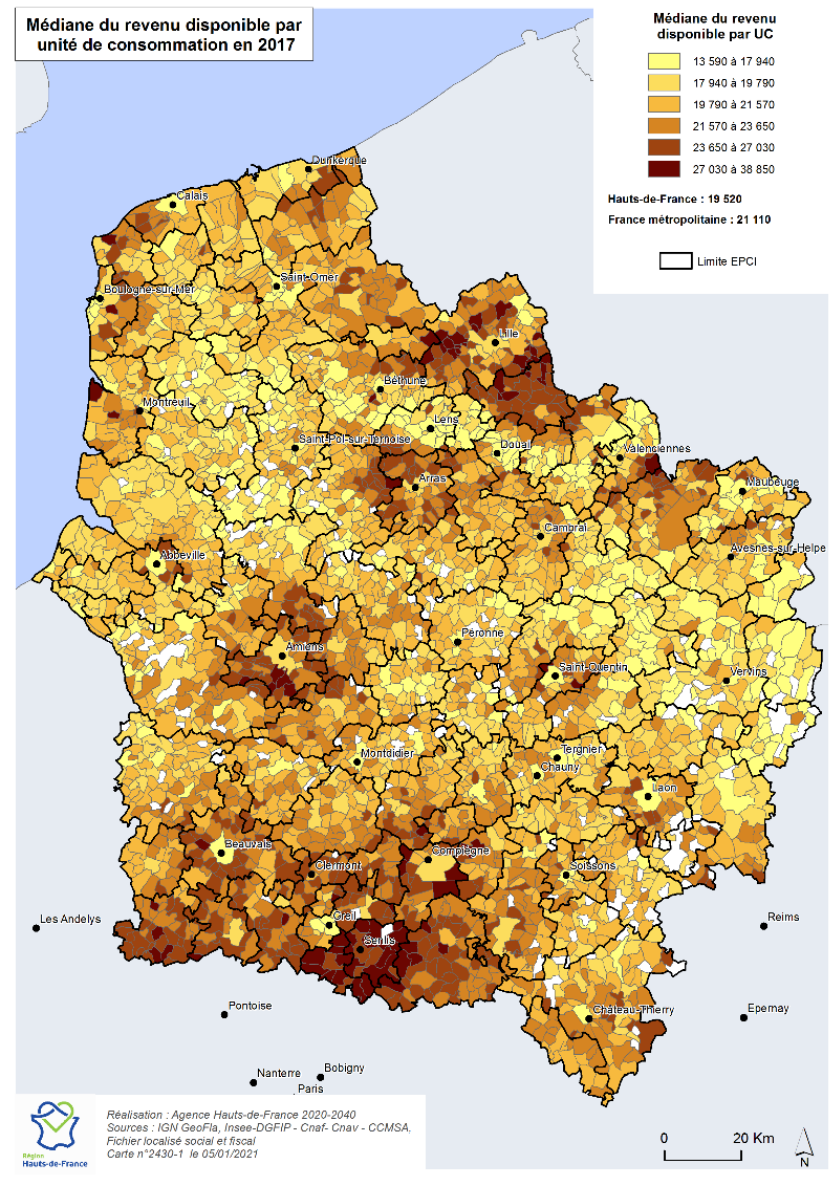 Médiane du revenu disponible par
unité de consommation en 2017
Médiane du revenu
disponible par UC
13 590 à 17 940
17 940 à 19 790
19 790 à 21 570
21 570 à 23 650
23 650 à 27 030
27 030 à 38 850
Hauts-de-France : 19 520
France métropolitaine : 21 110
Limite EPCI
Dunkerque
Calais
Saint-Omer
Boulogne-sur-Mer
Lille
Béthune
Montreuil
Lens
Saint-Pol-sur-Ternoise
Douai
Valenciennes
Arras
Maubeuge
Cambrai
Avesnes-sur-Helpe
Abbeville
Péronne
Amiens
Saint-Quentin
Vervins
Montdidier
Tergnier
Chauny
Laon
Beauvais
Compiègne
Clermont
Soissons
Creil
Les Andelys
Reims
Senlis
Pontoise
Château-Thierry
Epernay
Nanterre
Bobigny
Paris
Région
Hauts-de-France
Réalisation : Agence Hauts-de-France 2020-2040
Sources : IGN GeoFla, Insee-DGFIP - Cnaf- Cnav - CCMSA,
Fichier localisé social et fiscal
Carte n°2430-1 le 05/01/2021
0 20 Km
N